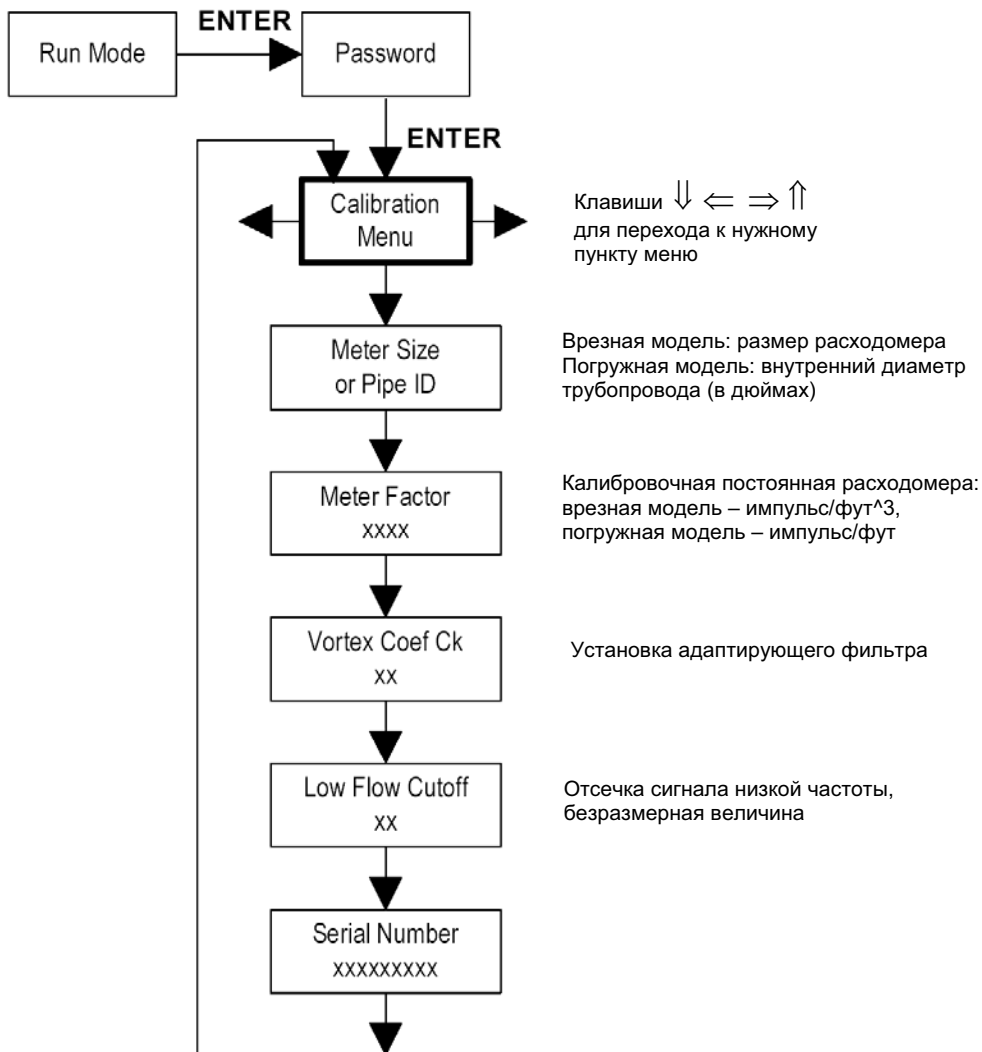 ENTER
Run Mode
Password
ENTER
Calibration
Menu
Клавиши ⇓ ⇐ ⇒ ⇑
для перехода к нужному
пункту меню
Meter Size
or Pipe ID
Врезная модель: размер расходомера
Погружная модель: внутренний диаметр
трубопровода (в дюймах)
Meter Factor
xxxx
Калибровочная постоянная расходомера:
врезная модель – импульс/фут^3,
погружная модель – импульс/фут
Vortex Coef Ck
xx
Установка адаптирующего фильтра
Low Flow Cutoff
xx
Отсечка сигнала низкой частоты,
безразмерная величина
Serial Number
xxxxxxxxx